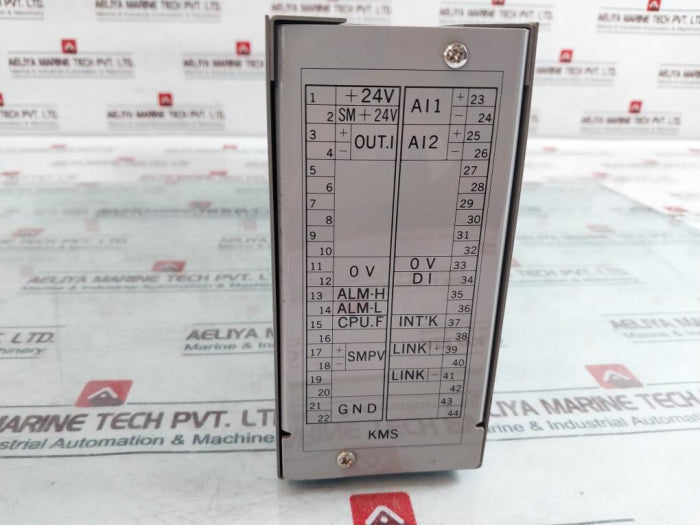 1 +24V AI1 + 23
2 SM+24V - 24
3 + OUT.I AI2 + 25
4 - - 26
5 27
6 28
7 29
8 30
9 31
10 32
11 0V 0V 33
12 DI 34
13 ALM-H 35
14 ALM-L 36
15 CPU.F INT'K 37
16 38
17 + SMPV LINK + 39
18 - 40
19 LINK - 41
20 42
21 GND 43
22 44
KMS
AELIYA MARINE TECH PVT. LTD.
Marine & Industrial Automation & Machinery